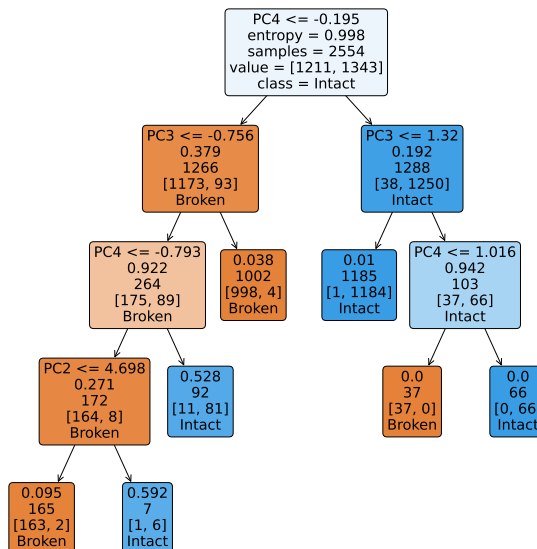 PC4 <= -0.195
entropy = 0.998
samples = 2554
value = [1211, 1343]
class = Intact
PC3 <= -0.756
0.379
1266
[1173, 93]
Broken
PC3 <= 1.32
0.192
1288
[38, 1250]
Intact
PC4 <= -0.793
0.922
264
[175, 89]
Broken
0.038
1002
[998, 4]
Broken
0.01
1185
[1, 1184]
Intact
PC4 <= 1.016
0.942
103
[37, 66]
Intact
PC2 <= 4.698
0.271
172
[164, 8]
Broken
0.528
92
[11, 81]
Intact
0.0
37
[37, 0]
Broken
0.0
66
[0, 66
Intact
0.095
165
[163, 2]
Broken
0.592
7
[1, 6]
Intact